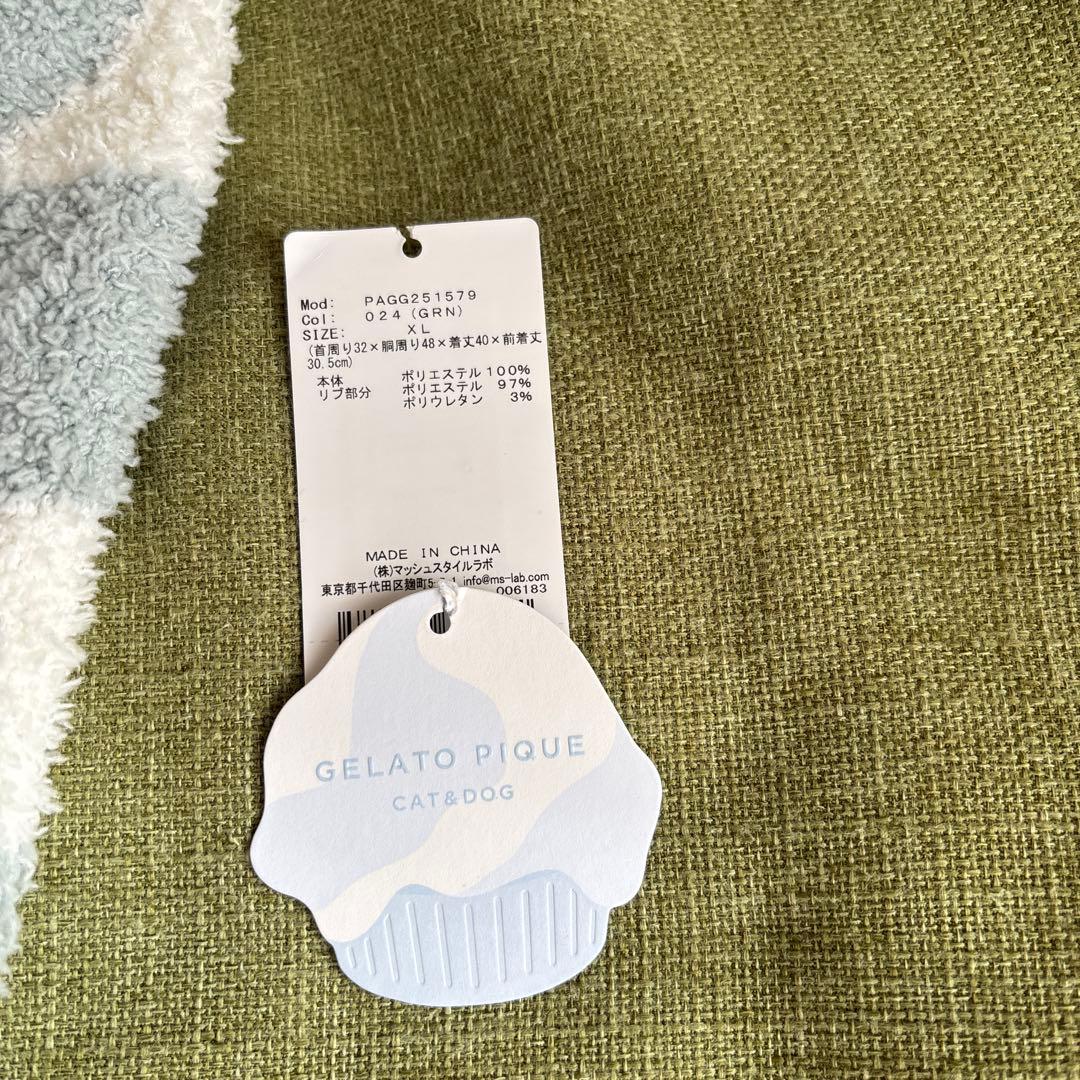 Mod: PAGG251579
Col: 024 (GRN)
SIZE: XL
(首周り32×胴周り48×着丈40×前着丈
30.5cm)
本体 ポリエステル 100%
リブ部分 ポリエステル 97%
ポリウレタン 3%
MADE IN CHINA
(株)マッシュスタイルラボ
東京都千代田区麹町5- -1 info@ms-lab.com
006183
GELATO PIQUE
CAT&DOG